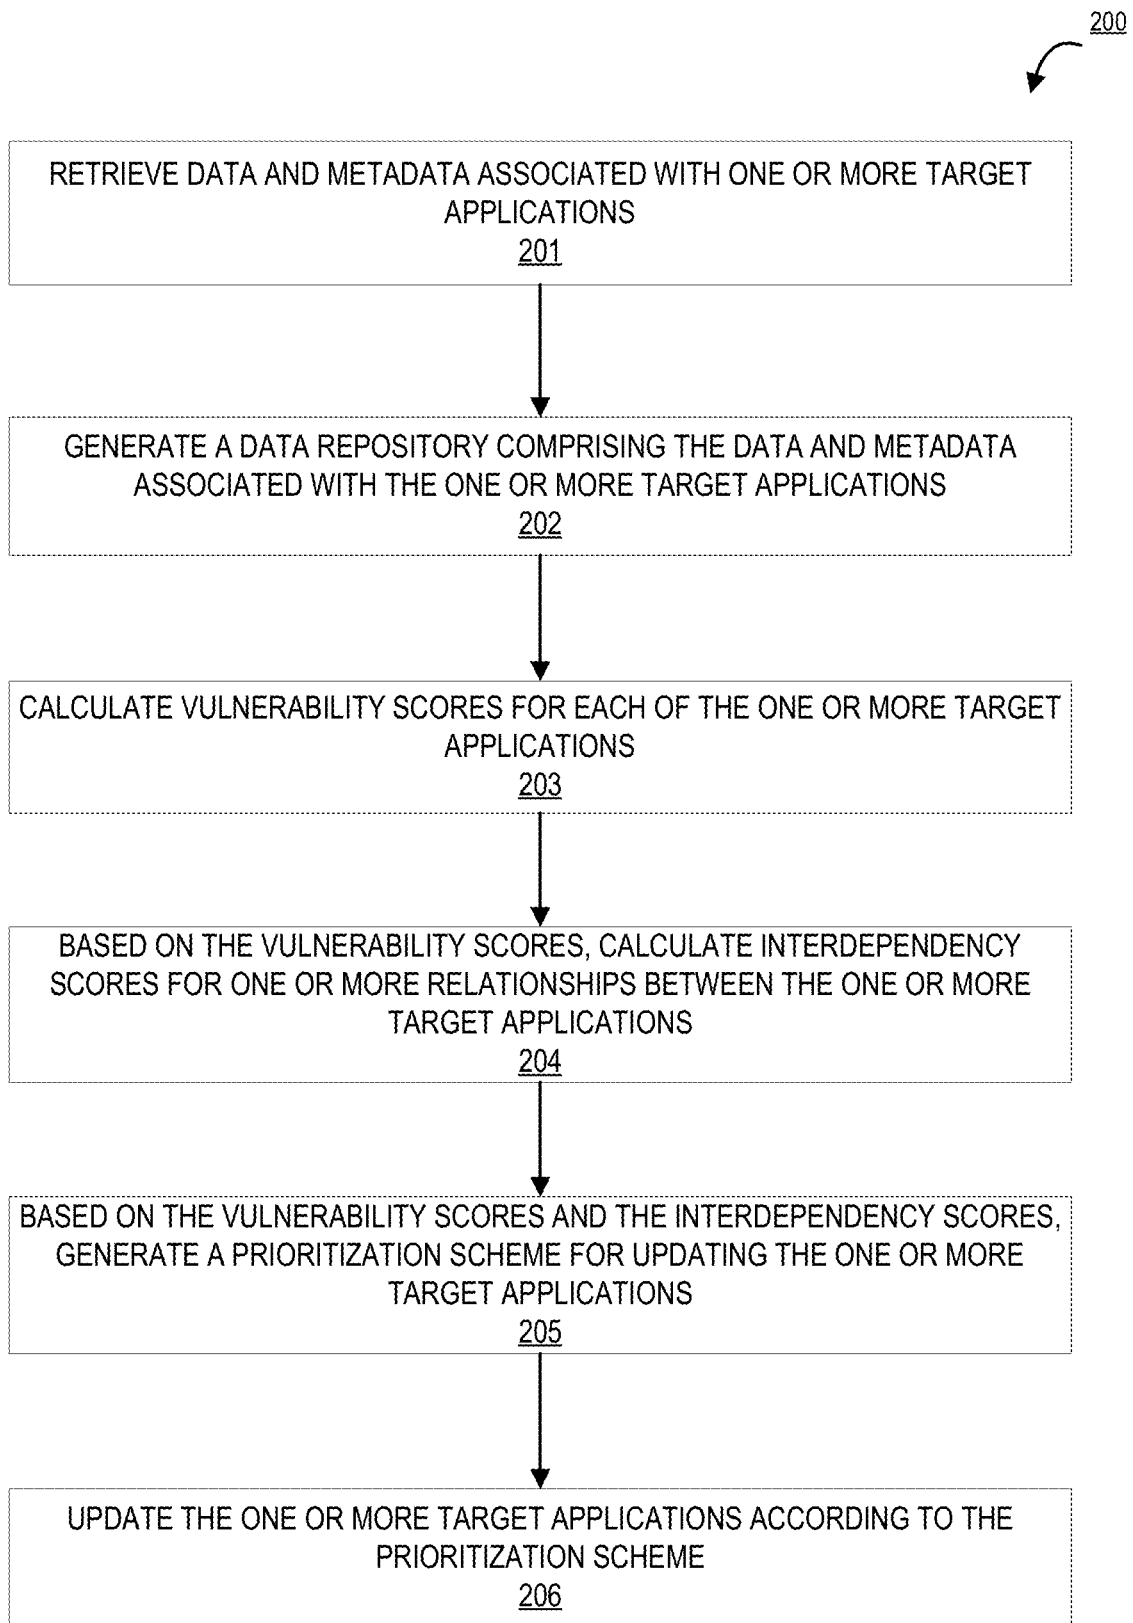 200
RETRIEVE DATA AND METADATA ASSOCIATED WITH ONE OR MORE TARGET
APPLICATIONS
201
GENERATE A DATA REPOSITORY COMPRISING THE DATA AND METADATA
ASSOCIATED WITH THE ONE OR MORE TARGET APPLICATIONS
202
CALCULATE VULNERABILITY SCORES FOR EACH OF THE ONE OR MORE TARGET
APPLICATIONS
203
BASED ON THE VULNERABILITY SCORES, CALCULATE INTERDEPENDENCY
SCORES FOR ONE OR MORE RELATIONSHIPS BETWEEN THE ONE OR MORE
TARGET APPLICATIONS
204
BASED ON THE VULNERABILITY SCORES AND THE INTERDEPENDENCY SCORES,
GENERATE A PRIORITIZATION SCHEME FOR UPDATING THE ONE OR MORE
TARGET APPLICATIONS
205
UPDATE THE ONE OR MORE TARGET APPLICATIONS ACCORDING TO THE
PRIORITIZATION SCHEME
206